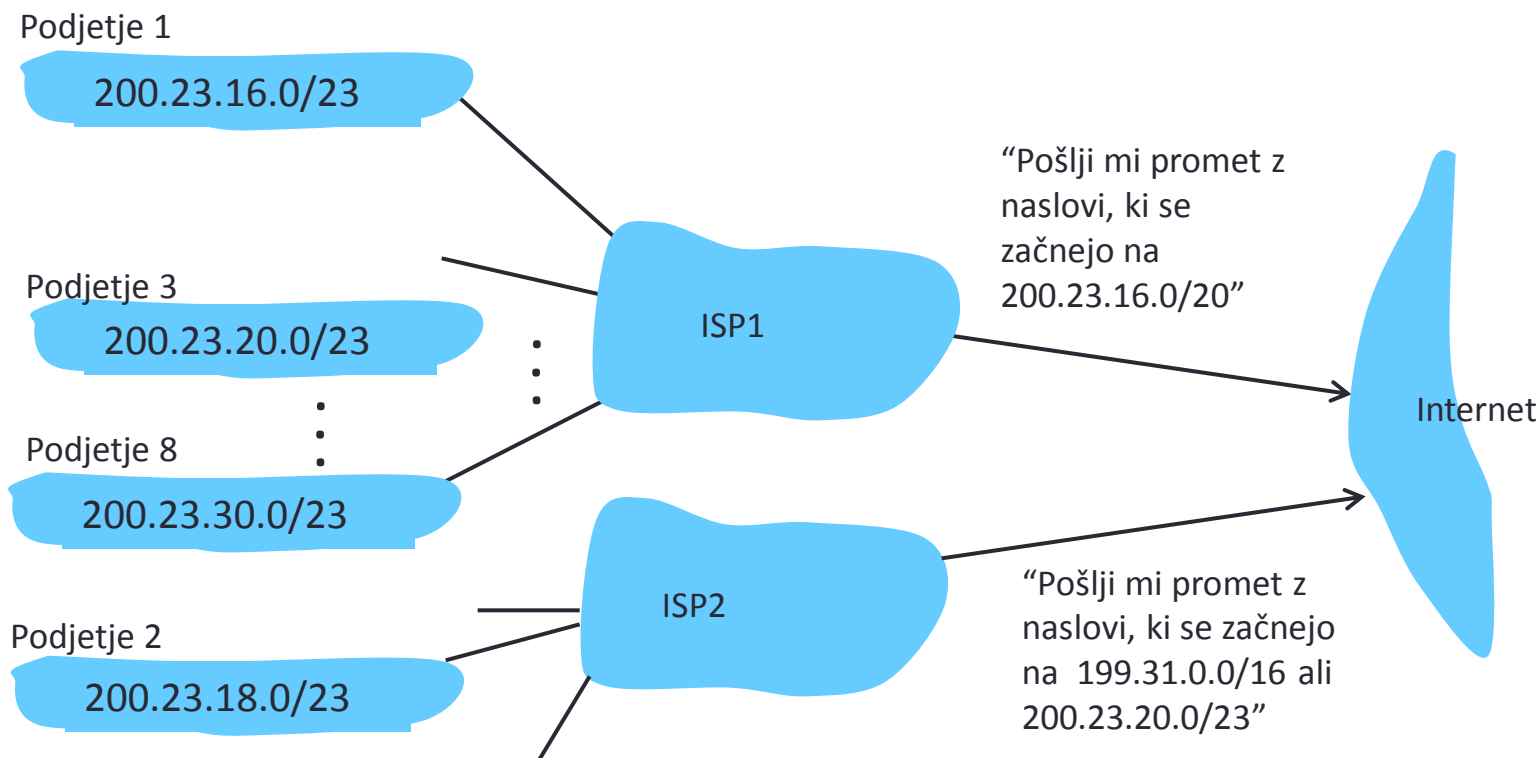 Podjetje 1
200.23.16.0/23
“Pošlji mi promet z
naslovi, ki se
začnejo na
200.23.16.0/20”
Podjetje 3
200.23.20.0/23
ISP1
Internet
Podjetje 8
200.23.30.0/23
ISP2
“Pošlji mi promet z
naslovi, ki se začnejo
na 199.31.0.0/16 ali
200.23.20.0/23”
Podjetje 2
200.23.18.0/23